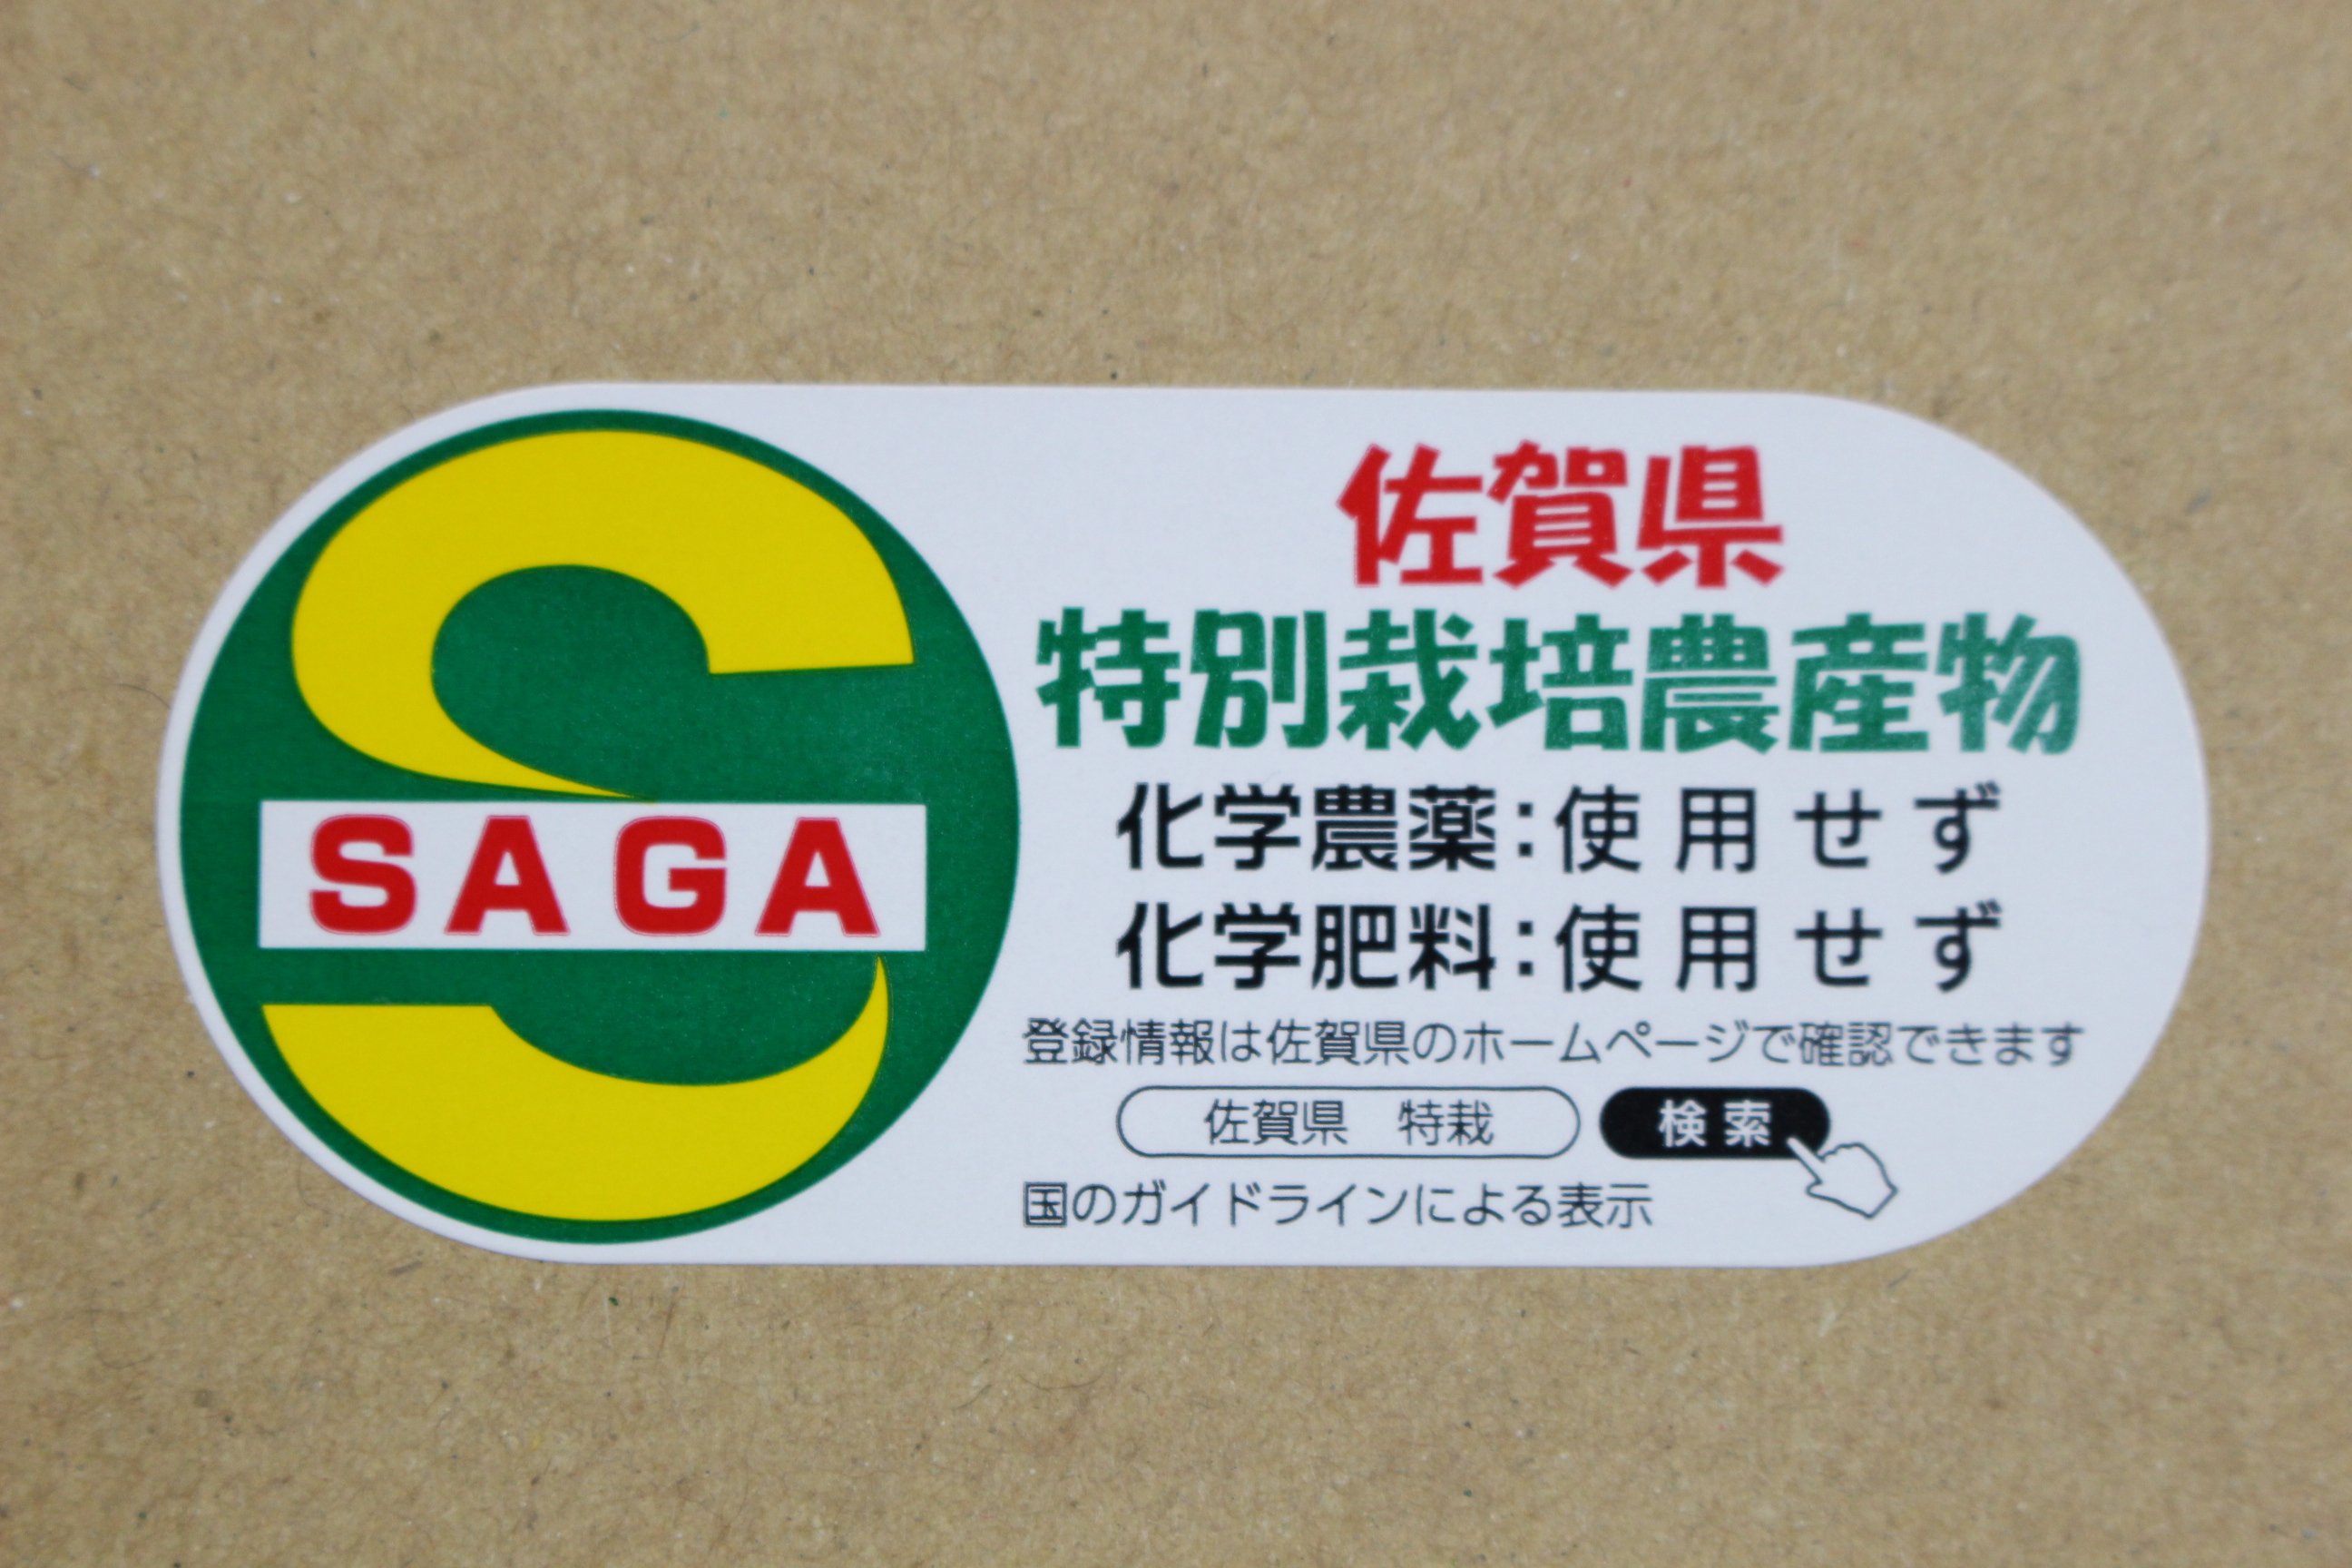 SAGA
佐賀県
特別栽培農産物
化学農薬:使用せず
化学肥料:使用せず
登録情報は佐賀県のホームページで確認できます
佐賀県 特栽 検索
国のガイドラインによる表示